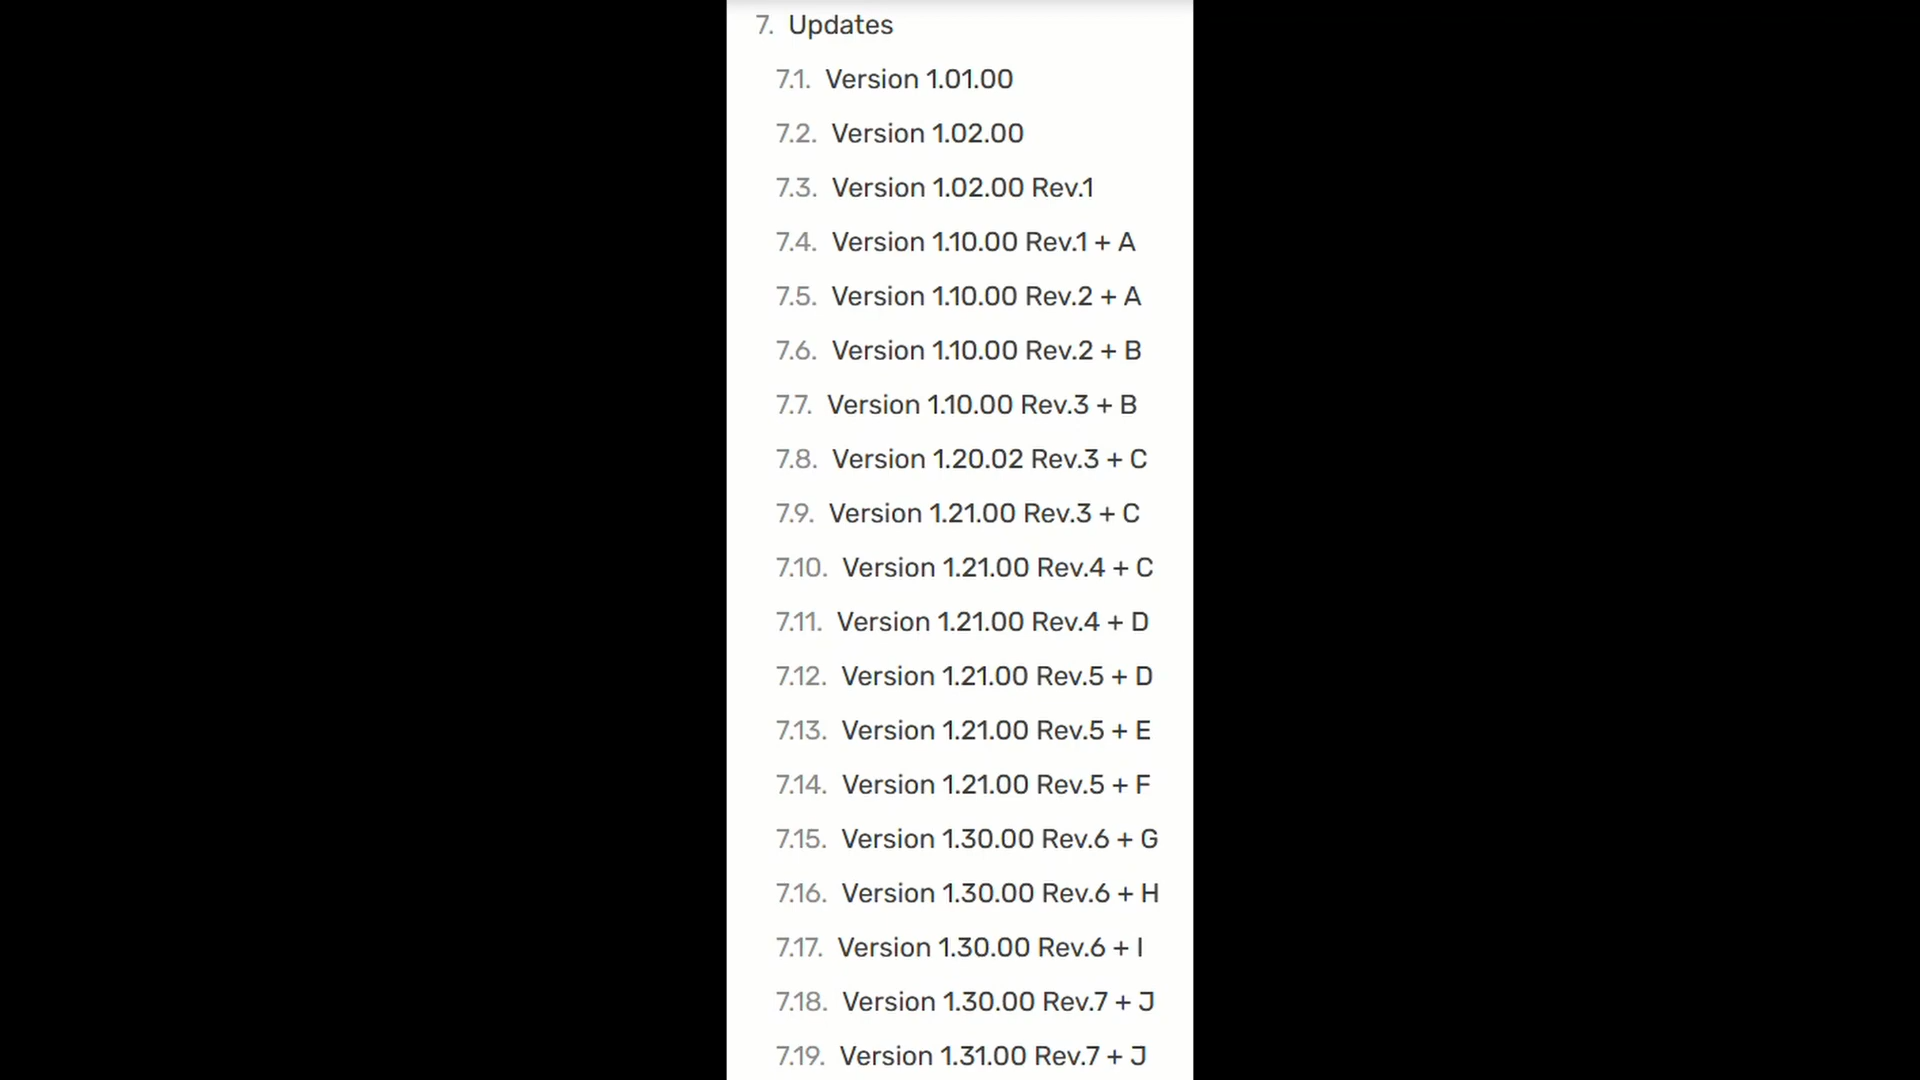 7. Updates
7.1. Version 1.01.00
7.2. Version 1.02.00
7.3. Version 1.02.00 Rev.1
7.4. Version 1.10.00 Rev.1 + A
7.5. Version 1.10.00 Rev.2 + A
7.6. Version 1.10.00 Rev.2 + B
7.7. Version 1.10.00 Rev.3 + B
7.8. Version 1.20.02 Rev.3 + C
7.9. Version 1.21.00 Rev.3 + C
7.10. Version 1.21.00 Rev.4 + C
7.11. Version 1.21.00 Rev.4 + D
7.12. Version 1.21.00 Rev.5 + D
7.13. Version 1.21.00 Rev.5 + E
7.14. Version 1.21.00 Rev.5 + F
7.15. Version 1.30.00 Rev.6 + G
7.16. Version 1.30.00 Rev.6 + H
7.17. Version 1.30.00 Rev.6 + I
7.18. Version 1.30.00 Rev.7 + J
7.19. Version 1.31.00 Rev.7 + J